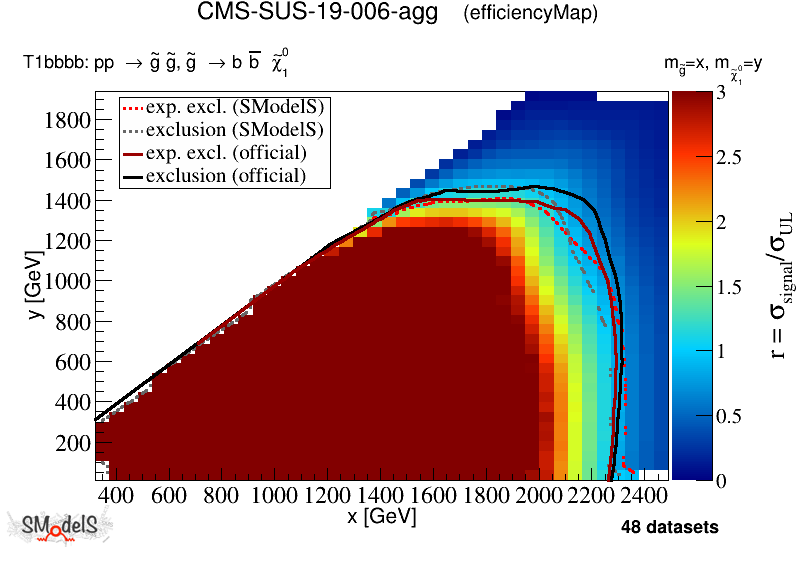 CMS-SUS-19-006-agg (efficiencyMap)
T1bbbb: pp → g̃ g̃, g̃ → b b̅ χ̃₁⁰
m_g̃=x, m_χ̃₁⁰=y
exp. excl. (SModelS)
exclusion (SModelS)
exp. excl. (official)
exclusion (official)
1800
1600
1400
1200
1000
800
600
400
200
y [GeV]
400 600 800 1000 1200 1400 1600 1800 2000 2200 2400
x [GeV]
3
2.5
2
1.5
1
0.5
0
r = σ_signal/σ_UL
SModelS
48 datasets